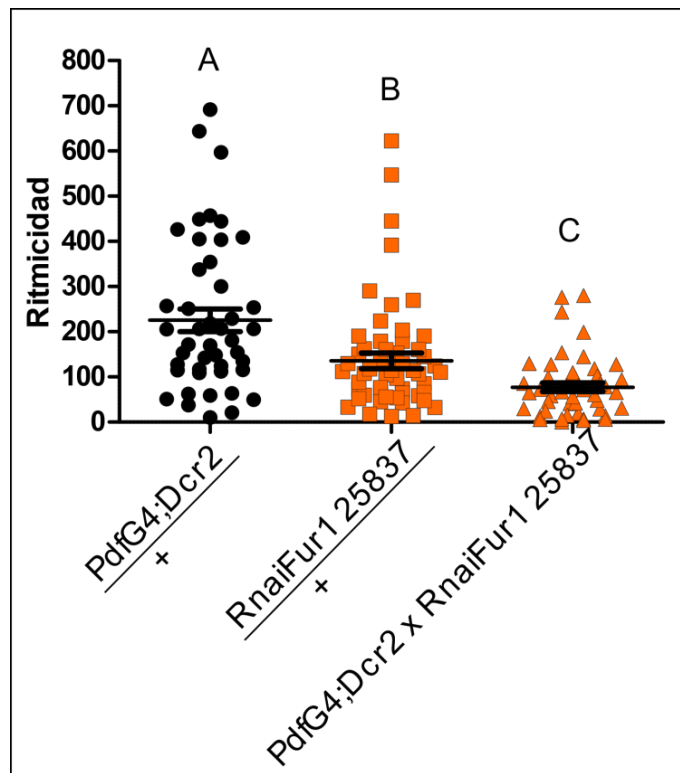 Ritmicidad
800
700
600
500
400
300
200
100
0
A
B
C
PdfG4;Dcr2
+
RnaiFur1 25837
+
PdfG4;Dcr2 x RnaiFur1 25837